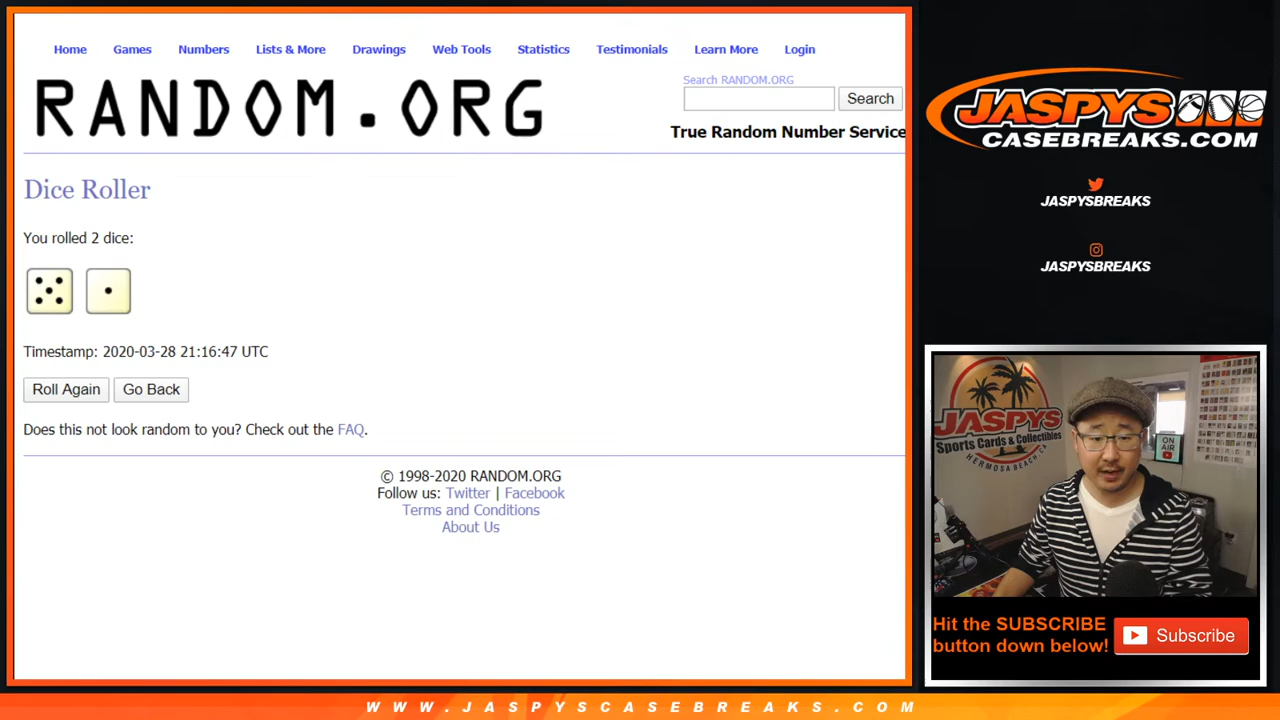 Home Games Numbers Lists & More Drawings Web Tools Statistics Testimonials Learn More Login
RANDOM.ORG
Search RANDOM.ORG
Search
True Random Number Service
Dice Roller
You rolled 2 dice:
Timestamp: 2020-03-28 21:16:47 UTC
Roll Again Go Back
Does this not look random to you? Check out the FAQ.
© 1998-2020 RANDOM.ORG
Follow us: Twitter | Facebook
Terms and Conditions
About Us
JASPYS
CASEBREAKS.COM
JASPYSBREAKS
JASPYSBREAKS
JASPYS
Sports Cards & Collectibles
HERMOSA BEACH, CA
ON
AIR
Hit the SUBSCRIBE
button down below!
Subscribe
WWW.JASPYSCASEBREAKS.COM